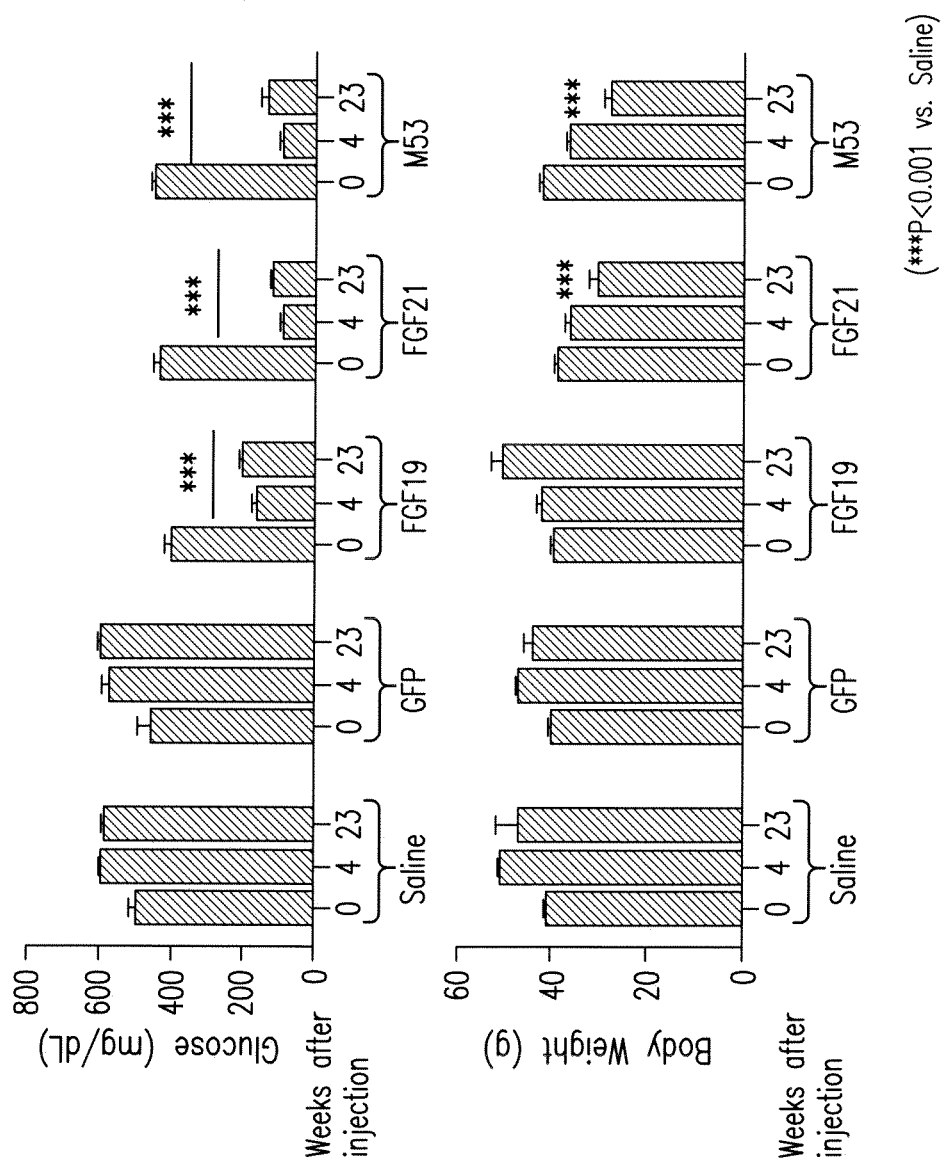 Glucose (mg/dL)
800
600
400
200
0
*** *** ***
Weeks after
injection
0 4 23 0 4 23 0 4 23 0 4 23 0 4 23
Saline GFP FGF19 FGF21 M53
Body Weight (g)
60
40
20
0
*** ***
Weeks after
injection
0 4 23 0 4 23 0 4 23 0 4 23 0 4 23
Saline GFP FGF19 FGF21 M53
(***P<0.001 vs. Saline)